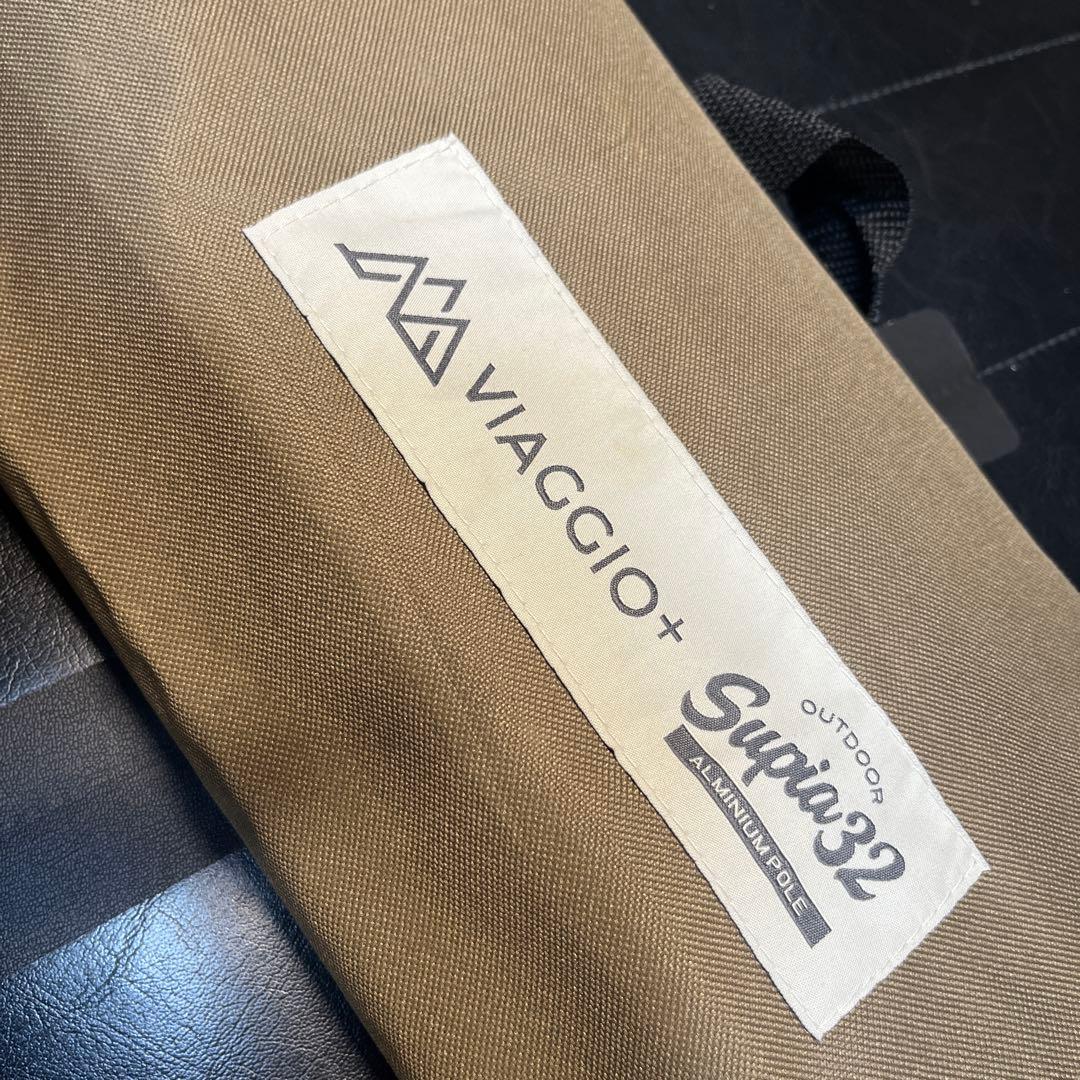 VIAGGIO+
OUTDOOR
Supia32
ALMINIUM POLE